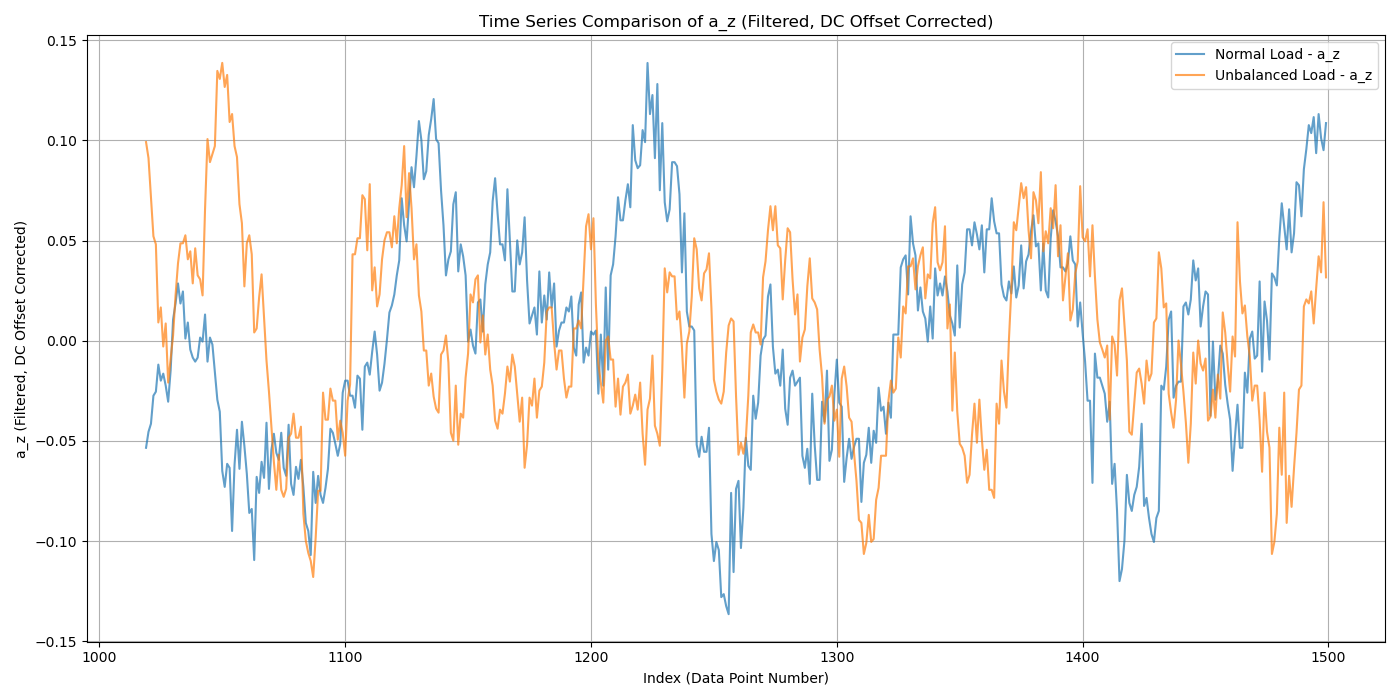 Time Series Comparison of a_z (Filtered, DC Offset Corrected)
a_z (Filtered, DC Offset Corrected)
0.15
0.10
0.05
0.00
−0.05
−0.10
−0.15
Normal Load - a_z
Unbalanced Load - a_z
1000 1100 1200 1300 1400 1500
Index (Data Point Number)